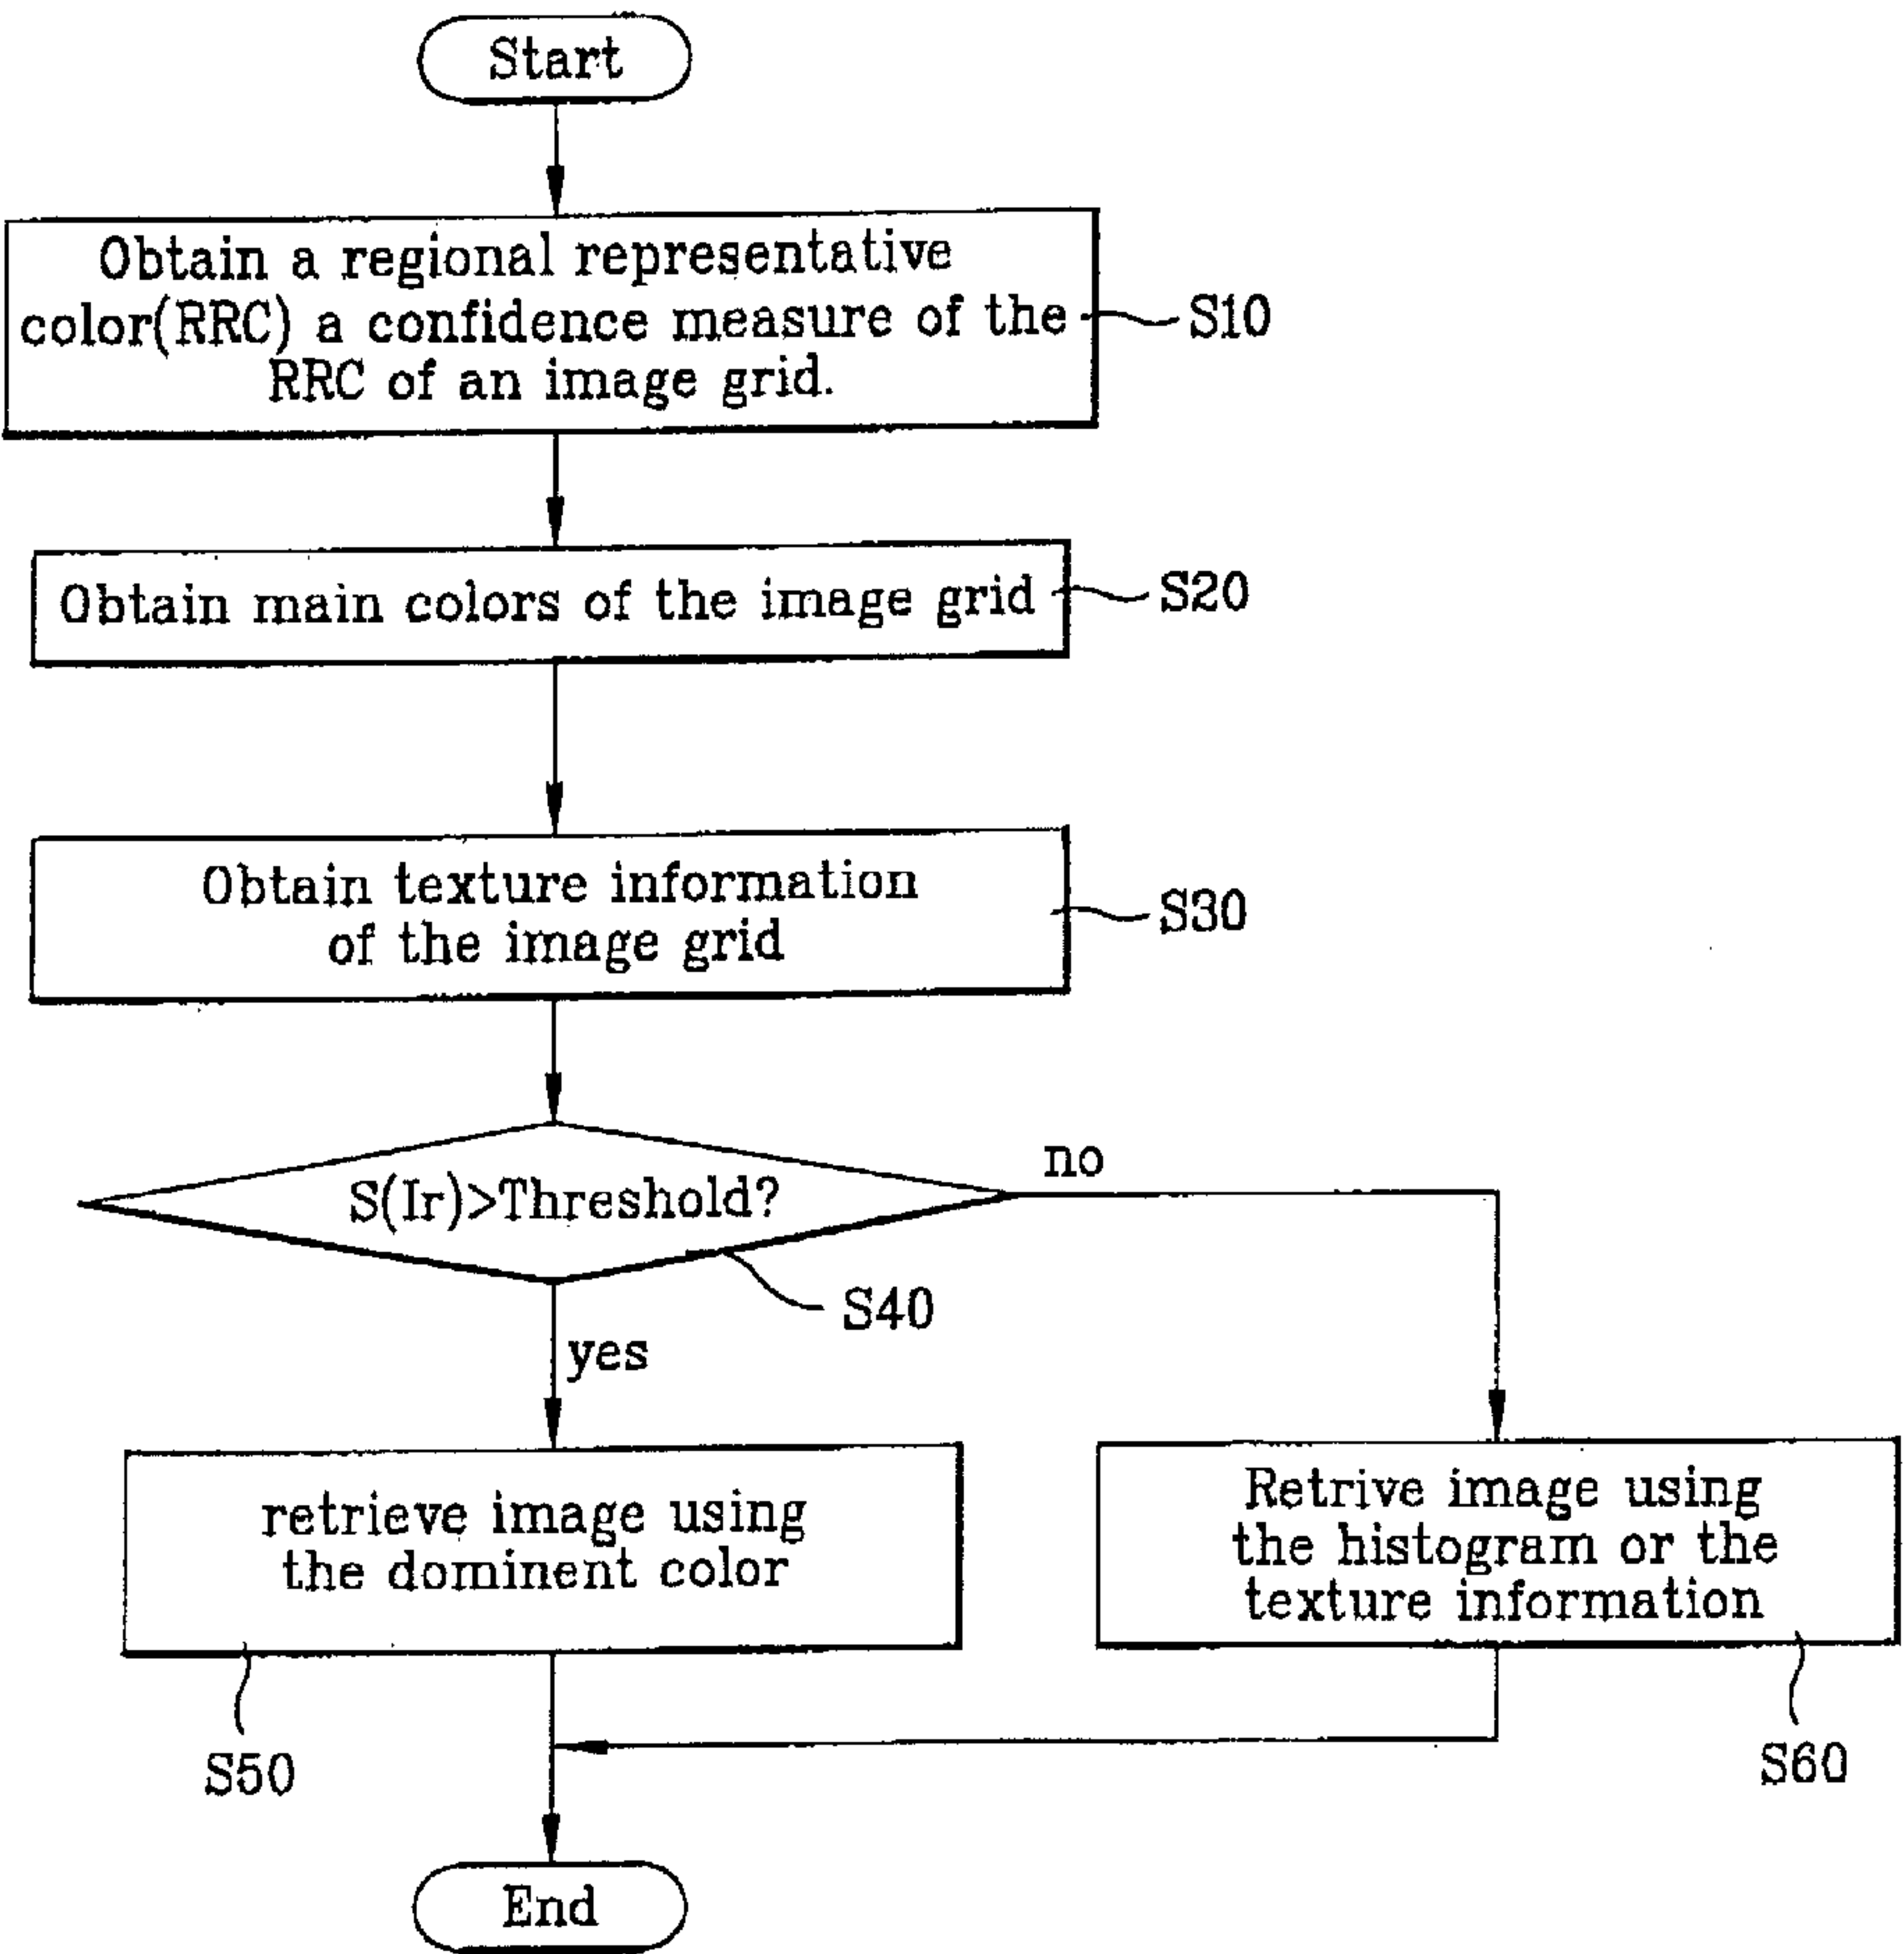 Start
Obtain a regional representative
color(RRC) a confidence measure of the
RRC of an image grid.
S10
Obtain main colors of the image grid
S20
Obtain texture information
of the image grid
S30
S(Ir)>Threshold?
no
S40
yes
retrieve image using
the dominent color
S50
Retrive image using
the histogram or the
texture information
S60
End